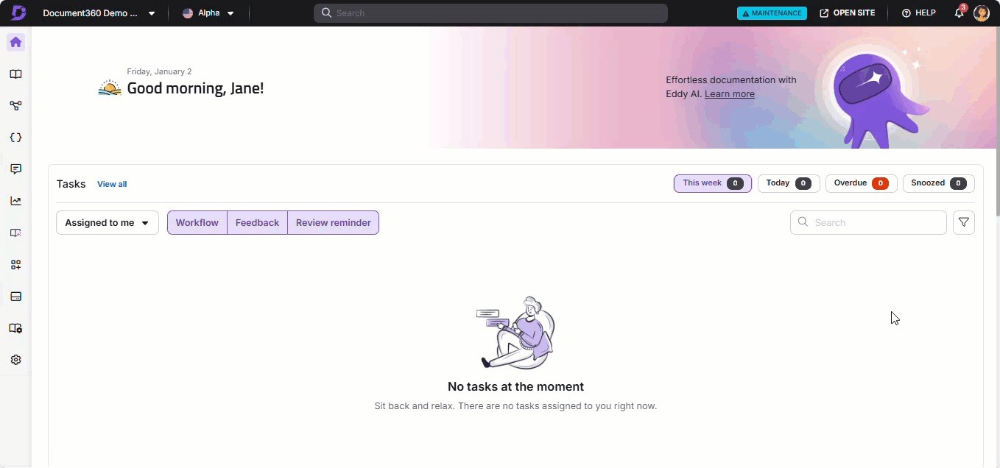 Document360 Demo ...
Alpha
Search
MAINTENANCE
OPEN SITE
HELP
3
Friday, January 2
Good morning, Jane!
Effortless documentation with
Eddy AI. Learn more
Tasks
View all
This week 0
Today 0
Overdue 0
Snoozed 0
Assigned to me
Workflow
Feedback
Review reminder
Search
No tasks at the moment
Sit back and relax. There are no tasks assigned to you right now.